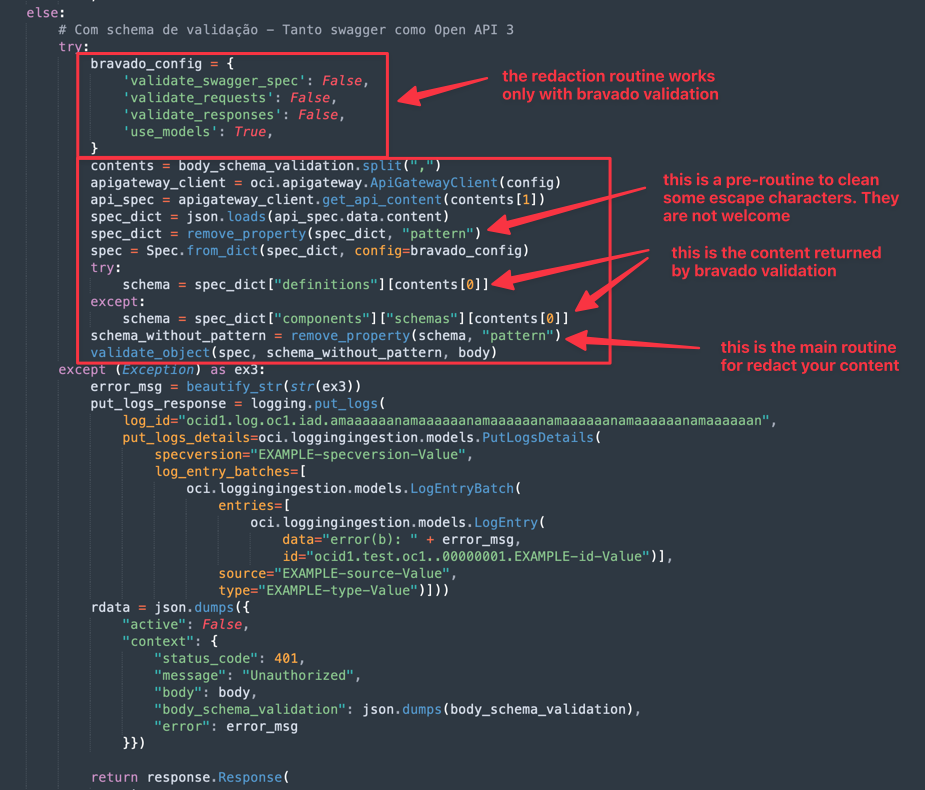 else:
# Com schema de validação – Tanto swagger como Open API 3
try:
bravado_config = {
'validate_swagger_spec': False,
'validate_requests': False,
'validate_responses': False,
'use_models': True,
}
the redaction routine works
only with bravado validation
contents = body_schema_validation.split(",")
apigateway_client = oci.apigateway.ApiGatewayClient(config)
api_spec = apigateway_client.get_api_content(contents[1])
spec_dict = json.loads(api_spec.data.content)
spec_dict = remove_property(spec_dict, "pattern")
spec = Spec.from_dict(spec_dict, config=bravado_config)
try:
schema = spec_dict["definitions"][contents[0]]
except:
schema = spec_dict["components"]["schemas"][contents[0]]
schema_without_pattern = remove_property(schema, "pattern")
validate_object(spec, schema_without_pattern, body)
this is a pre-routine to clean
some escape characters. They
are not welcome
this is the content returned
by bravado validation
this is the main routine
for redact your content
except (Exception) as ex3:
error_msg = beautify_str(str(ex3))
put_logs_response = logging.put_logs(
log_id="ocid1.log.oc1.iad.amaaaaaanamaaaaaanamaaaaaanamaaaaaanamaaaaaanamaaaaaan",
put_logs_details=oci.loggingingestion.models.PutLogsDetails(
specversion="EXAMPLE-specversion-Value",
log_entry_batches=[
oci.loggingingestion.models.LogEntryBatch(
entries=[
oci.loggingingestion.models.LogEntry(
data="error(b): " + error_msg,
id="ocid1.test.oc1..00000001.EXAMPLE-id-Value")],
source="EXAMPLE-source-Value",
type="EXAMPLE-type-Value")]))
rdata = json.dumps({
"active": False,
"context": {
"status_code": 401,
"message": "Unauthorized",
"body": body,
"body_schema_validation": json.dumps(body_schema_validation),
"error": error_msg
}})
return response.Response(